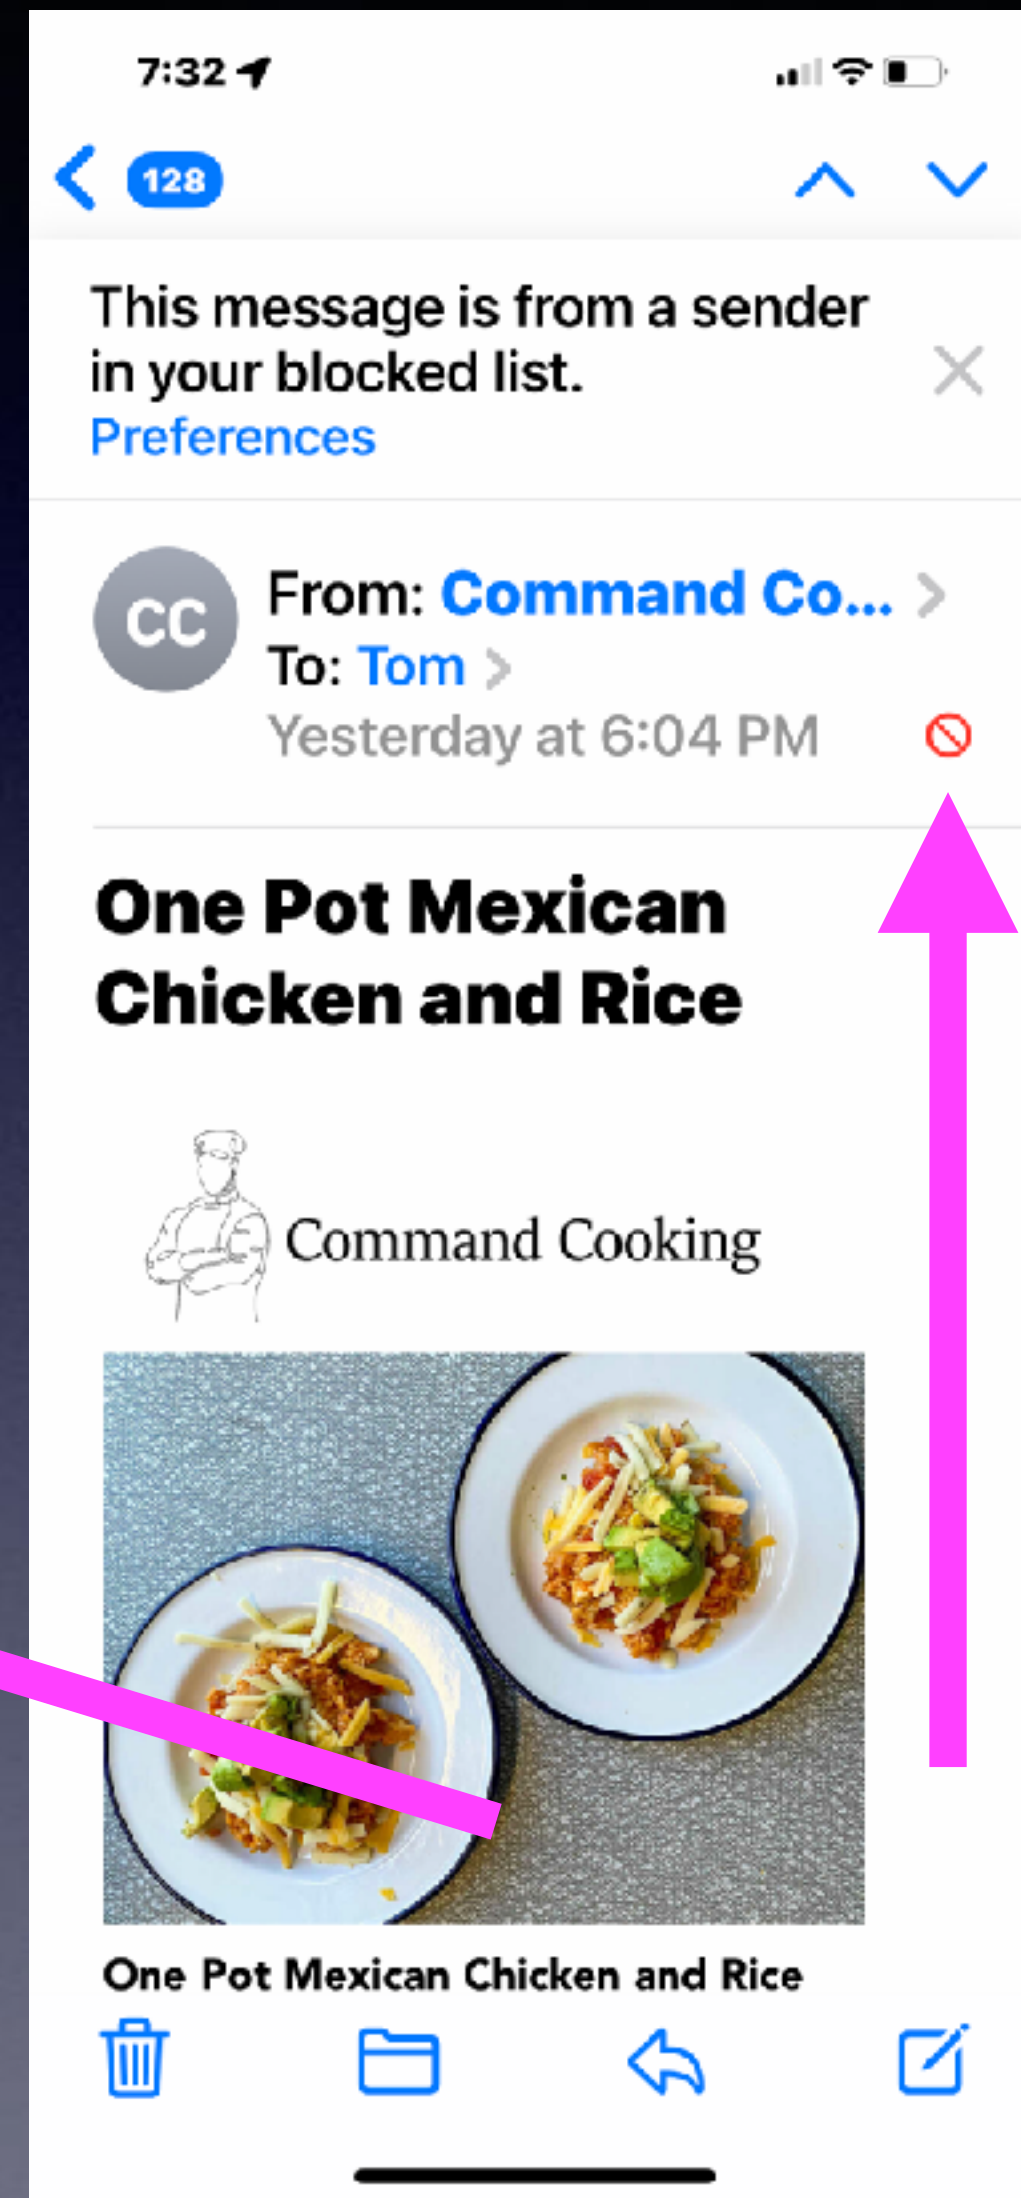 7:32
128
This message is from a sender
in your blocked list.
Preferences
CC
From: Command Co...
To: Tom
Yesterday at 6:04 PM
One Pot Mexican
Chicken and Rice
Command Cooking
One Pot Mexican Chicken and Rice